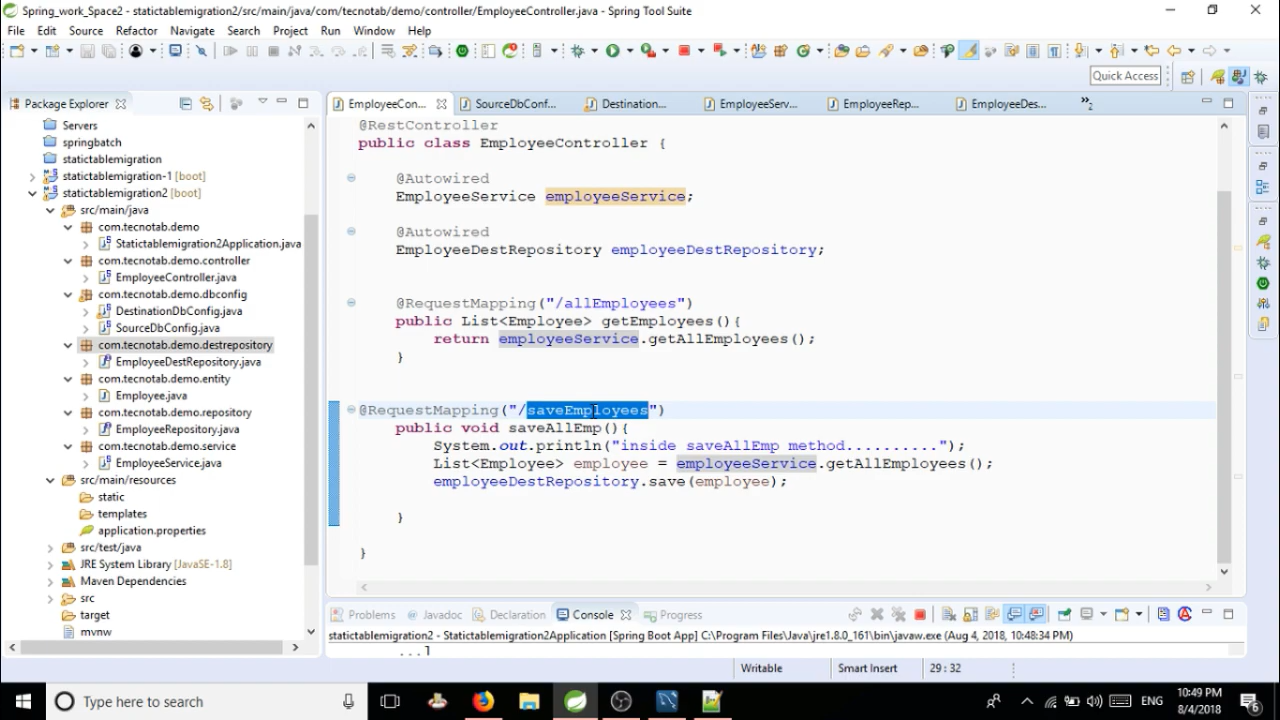 Spring_work_Space2 - statictablemigration2/src/main/java/com/tecnotab/demo/controller/EmployeeController.java - Spring Tool Suite
File Edit Source Refactor Navigate Search Project Run Window Help
Quick Access
Package Explorer
Servers
springbatch
statictablemigration
statictablemigration-1 [boot]
statictablemigration2 [boot]
src/main/java
com.tecnotab.demo
Statictablemigration2Application.java
com.tecnotab.demo.controller
EmployeeController.java
com.tecnotab.demo.dbconfig
DestinationDbConfig.java
SourceDbConfig.java
com.tecnotab.demo.destrepository
EmployeeDestRepository.java
com.tecnotab.demo.entity
Employee.java
com.tecnotab.demo.repository
EmployeeRepository.java
com.tecnotab.demo.service
EmployeeService.java
src/main/resources
static
templates
application.properties
src/test/java
JRE System Library [JavaSE-1.8]
Maven Dependencies
src
target
mvnw
EmployeeCon... SourceDbConf... Destination... EmployeeServ... EmployeeRep... EmployeeDes... »2
@RestController
public class EmployeeController {
@Autowired
EmployeeService employeeService;
@Autowired
EmployeeDestRepository employeeDestRepository;
@RequestMapping("/allEmployees")
public List<Employee> getEmployees(){
return employeeService.getAllEmployees();
}
@RequestMapping("/saveEmployees")
public void saveAllEmp(){
System.out.println("inside saveAllEmp method..........");
List<Employee> employee = employeeService.getAllEmployees();
employeeDestRepository.save(employee);
}
}
Problems Javadoc Declaration Console Progress
statictablemigration2 - Statictablemigration2Application [Spring Boot App] C:\Program Files\Java\jre1.8.0_161\bin\javaw.exe (Aug 4, 2018, 10:48:34 PM)
...]
Writable Smart Insert 29 : 32
Type here to search
ENG
10:49 PM
8/4/2018
6